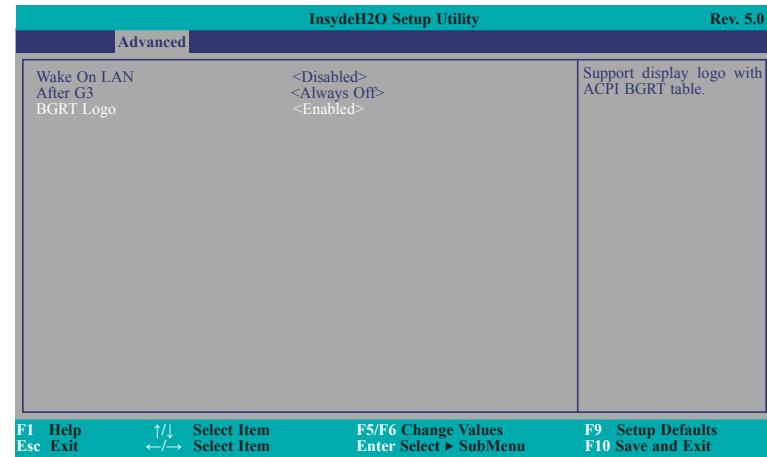 InsydeH2O Setup Utility Rev. 5.0
Advanced
Wake On LAN <Disabled>
After G3 <Always Off>
BGRT Logo <Enabled>
Support display logo with
ACPI BGRT table.
F1 Help ↑/↓ Select Item F5/F6 Change Values F9 Setup Defaults
Esc Exit ←/→ Select Item Enter Select ▶ SubMenu F10 Save and Exit